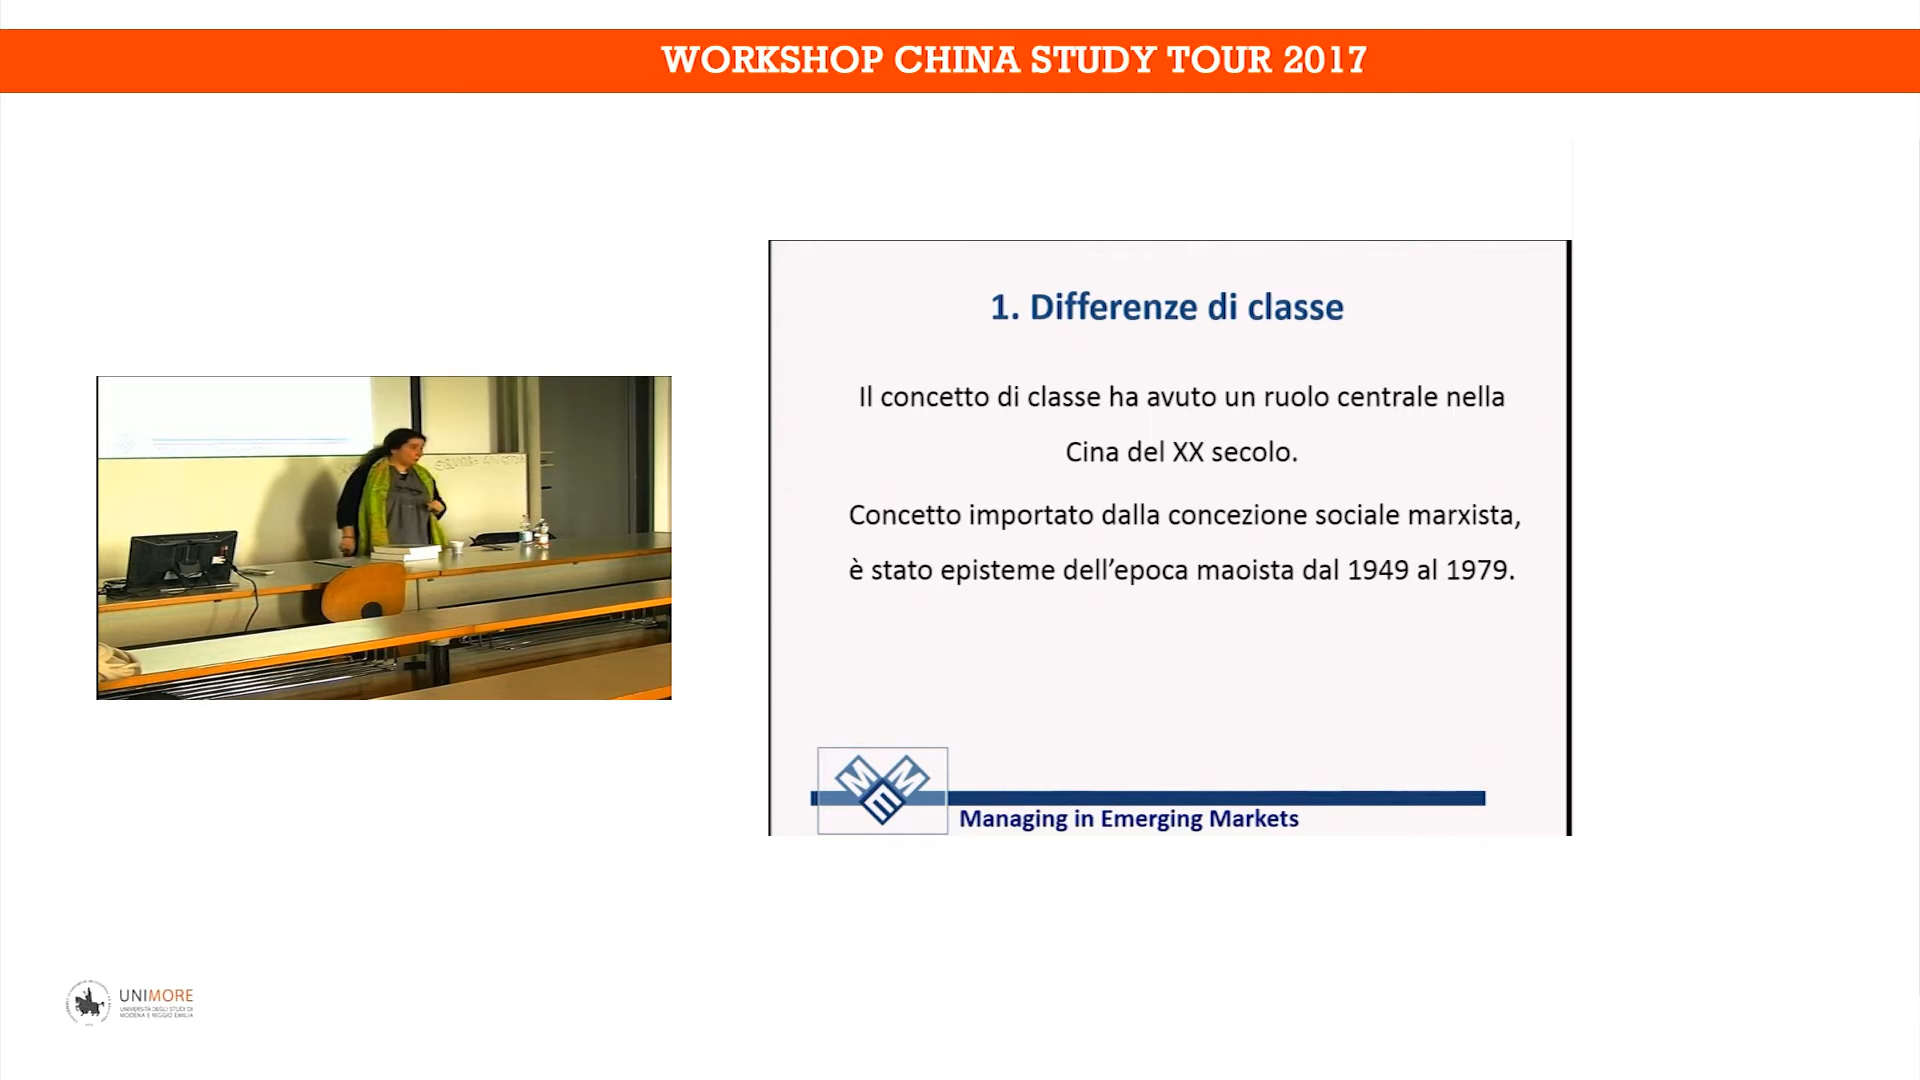 WORKSHOP CHINA STUDY TOUR 2017
1. Differenze di classe
Il concetto di classe ha avuto un ruolo centrale nella
Cina del XX secolo.
Concetto importato dalla concezione sociale marxista,
è stato episteme dell’epoca maoista dal 1949 al 1979.
MEM
Managing in Emerging Markets
UNIMORE
UNIVERSITÀ DEGLI STUDI DI
MODENA E REGGIO EMILIA